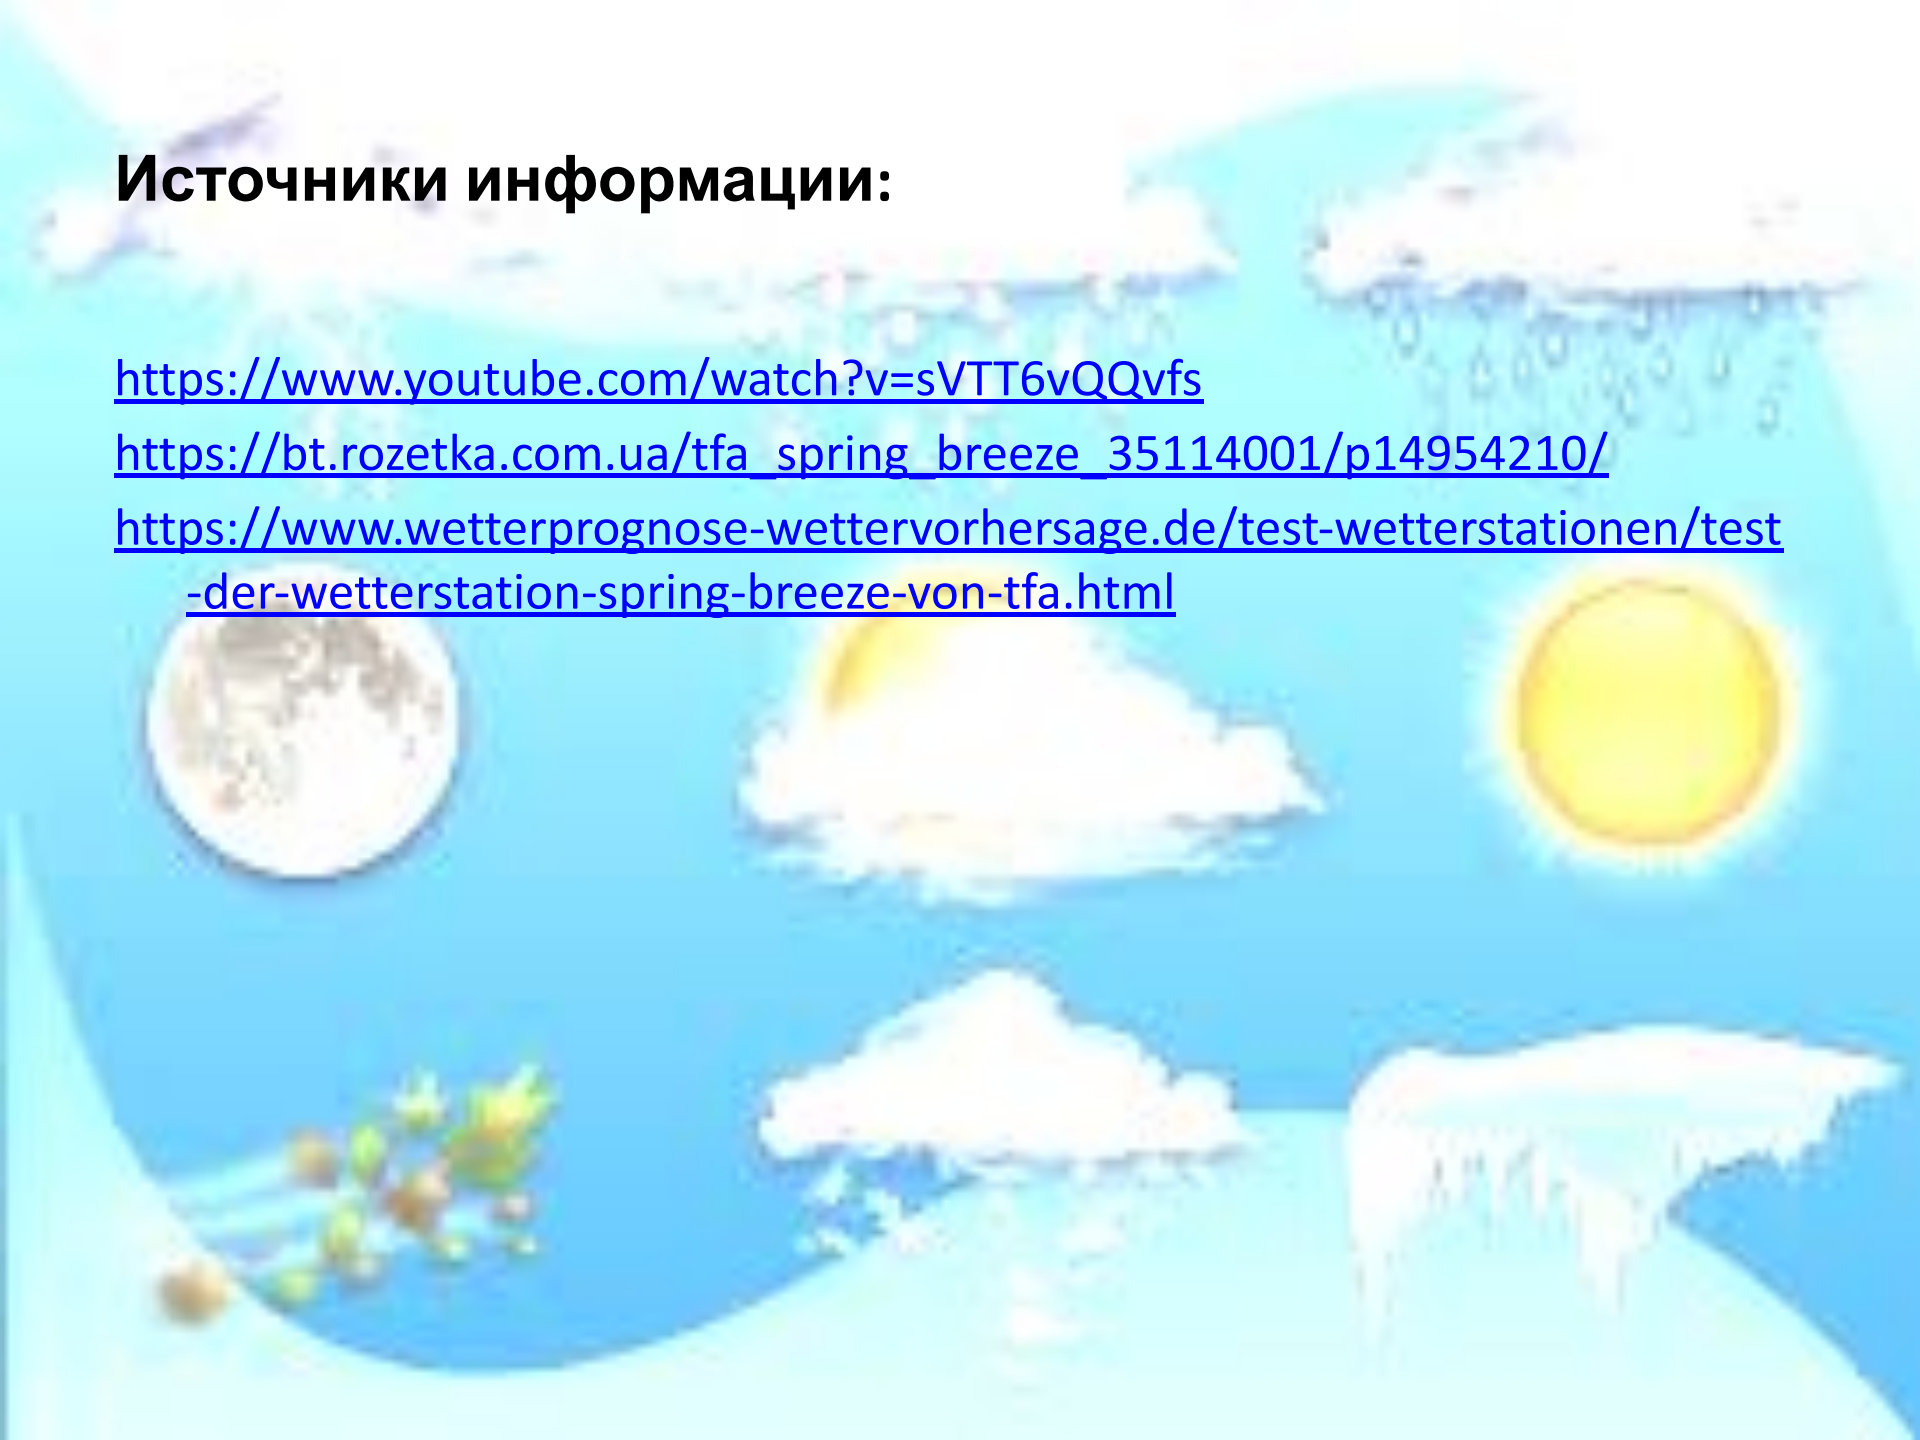 Источники информации:
https://www.youtube.com/watch?v=sVTT6vQQvfs
https://bt.rozetka.com.ua/tfa_spring_breeze_35114001/p14954210/
https://www.wetterprognose-wettervorhersage.de/test-wetterstationen/test
-der-wetterstation-spring-breeze-von-tfa.html